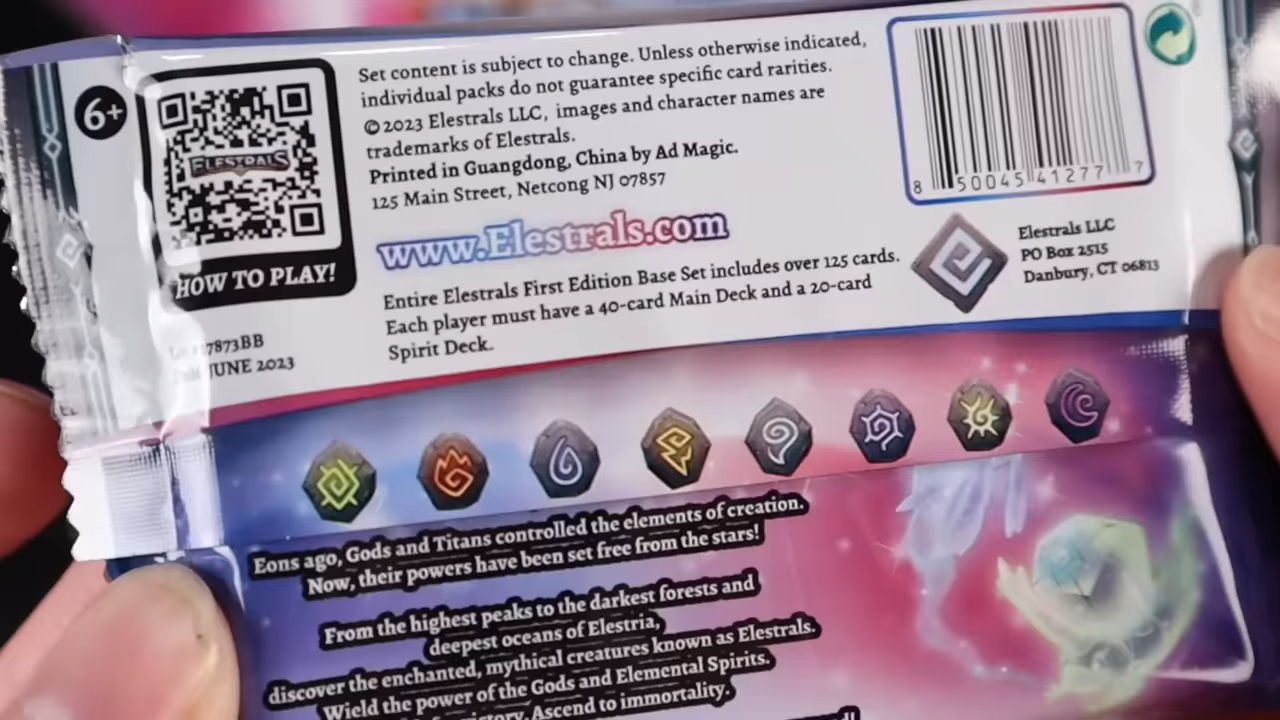 6+
ELESTRALS
HOW TO PLAY!
7873BB
JUNE 2023
Set content is subject to change. Unless otherwise indicated,
individual packs do not guarantee specific card rarities.
© 2023 Elestrals LLC, images and character names are
trademarks of Elestrals.
Printed in Guangdong, China by Ad Magic.
125 Main Street, Netcong NJ 07857
www.Elestrals.com
Entire Elestrals First Edition Base Set includes over 125 cards.
Each player must have a 40-card Main Deck and a 20-card
Spirit Deck.
8 50045 41277 7
Elestrals LLC
PO Box 2515
Danbury, CT 06813
Eons ago, Gods and Titans controlled the elements of creation.
Now, their powers have been set free from the stars!
From the highest peaks to the darkest forests and
deepest oceans of Elestria,
discover the enchanted, mythical creatures known as Elestrals.
Wield the power of the Gods and Elemental Spirits.
Ascend to immortality.